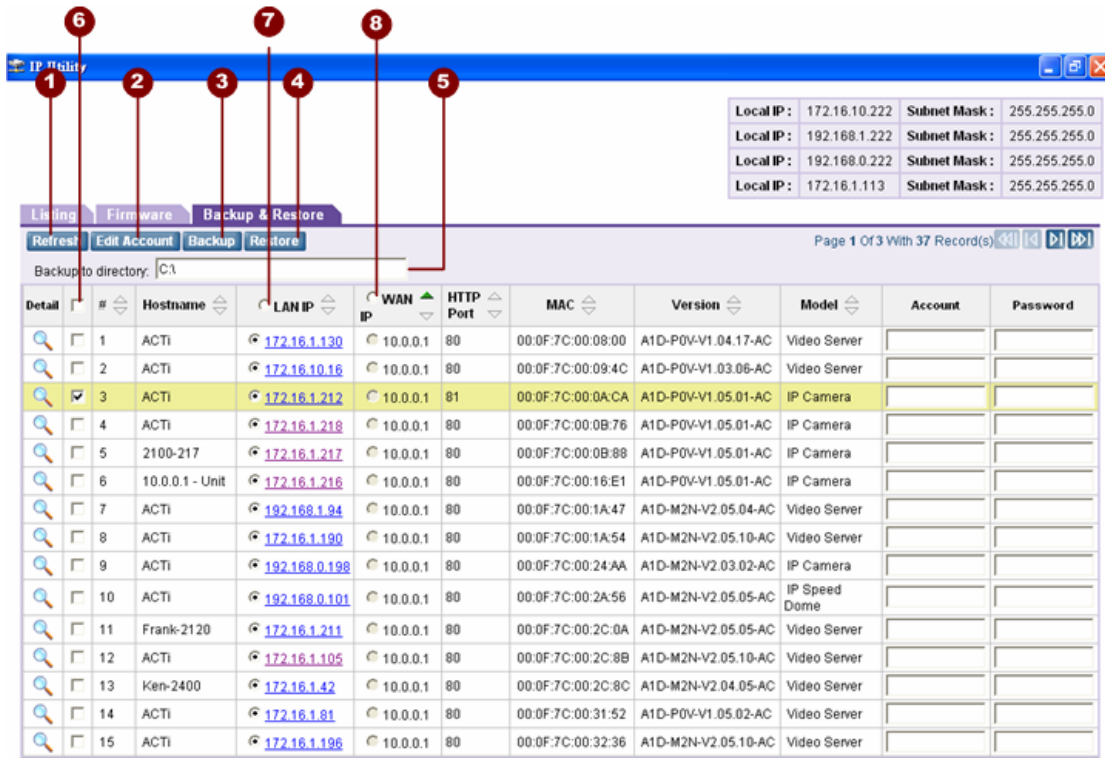 6 7 8
IP Utility
1 2 3 4 5
Local IP : 172.16.10.222 Subnet Mask : 255.255.255.0
Local IP : 192.168.1.222 Subnet Mask : 255.255.255.0
Local IP : 192.168.0.222 Subnet Mask : 255.255.255.0
Local IP : 172.16.1.113 Subnet Mask : 255.255.255.0
Listing Firmware Backup & Restore
Refresh Edit Account Backup Restore Page 1 Of 3 With 37 Record(s)
Backup to directory: C:\
Detail # Hostname LAN IP WAN IP HTTP Port MAC Version Model Account Password
1 ACTi 172.16.1.130 10.0.0.1 80 00:0F:7C:00:08:00 A1D-P0V-V1.04.17-AC Video Server
2 ACTi 172.16.10.16 10.0.0.1 80 00:0F:7C:00:09:4C A1D-P0V-V1.03.06-AC Video Server
3 ACTi 172.16.1.212 10.0.0.1 81 00:0F:7C:00:0A:CA A1D-P0V-V1.05.01-AC IP Camera
4 ACTi 172.16.1.218 10.0.0.1 80 00:0F:7C:00:0B:76 A1D-P0V-V1.05.01-AC IP Camera
5 2100-217 172.16.1.217 10.0.0.1 80 00:0F:7C:00:0B:88 A1D-P0V-V1.05.01-AC IP Camera
6 10.0.0.1 - Unit 172.16.1.216 10.0.0.1 80 00:0F:7C:00:16:E1 A1D-P0V-V1.05.01-AC IP Camera
7 ACTi 192.168.1.94 10.0.0.1 80 00:0F:7C:00:1A:47 A1D-M2N-V2.05.04-AC Video Server
8 ACTi 172.16.1.190 10.0.0.1 80 00:0F:7C:00:1A:54 A1D-M2N-V2.05.10-AC Video Server
9 ACTi 192.168.0.198 10.0.0.1 80 00:0F:7C:00:24:AA A1D-M2N-V2.03.02-AC IP Camera
10 ACTi 192.168.0.101 10.0.0.1 80 00:0F:7C:00:2A:56 A1D-M2N-V2.05.05-AC IP Speed Dome
11 Frank-2120 172.16.1.211 10.0.0.1 80 00:0F:7C:00:2C:0A A1D-M2N-V2.05.05-AC Video Server
12 ACTi 172.16.1.105 10.0.0.1 80 00:0F:7C:00:2C:8B A1D-M2N-V2.05.10-AC Video Server
13 Ken-2400 172.16.1.42 10.0.0.1 80 00:0F:7C:00:2C:8C A1D-M2N-V2.04.05-AC Video Server
14 ACTi 172.16.1.81 10.0.0.1 80 00:0F:7C:00:31:52 A1D-P0V-V1.05.02-AC Video Server
15 ACTi 172.16.1.196 10.0.0.1 80 00:0F:7C:00:32:36 A1D-M2N-V2.05.10-AC Video Server